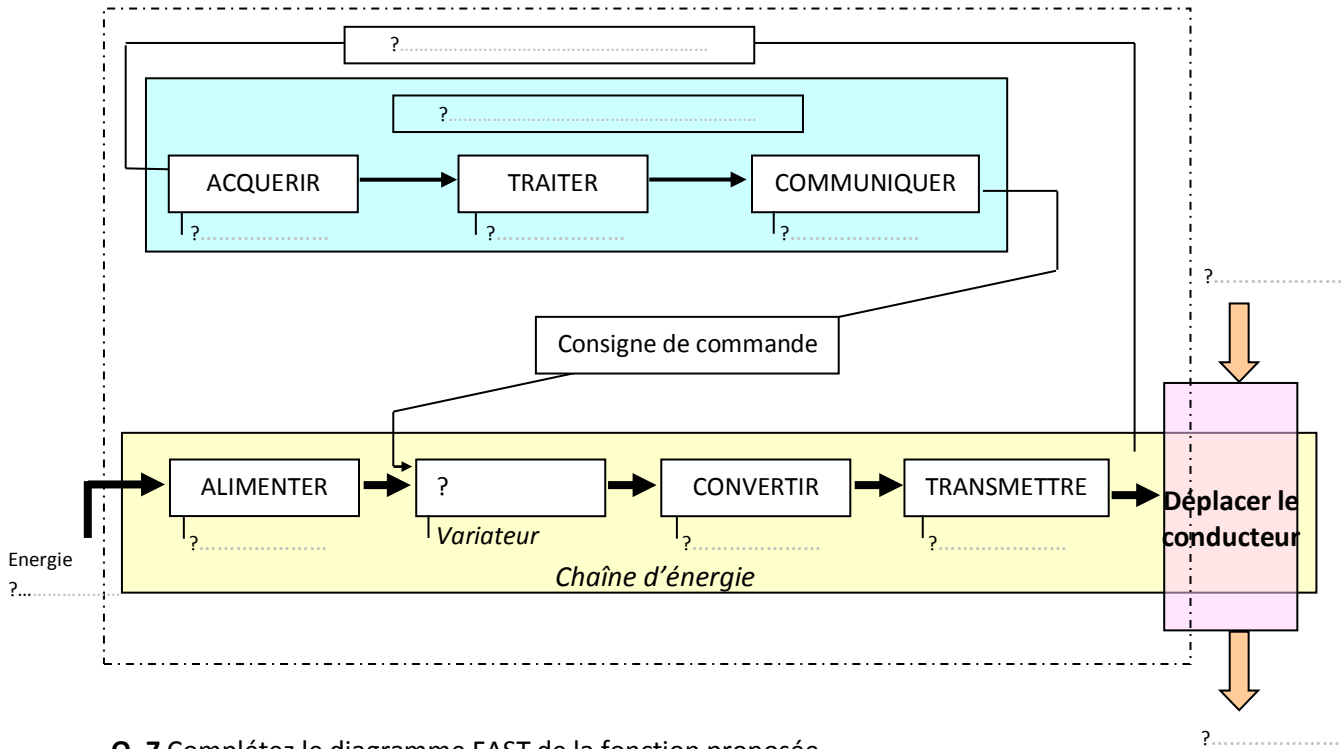 ?....................
?....................
ACQUERIR
TRAITER
COMMUNIQUER
?....................
?....................
?....................
?....................
Consigne de commande
ALIMENTER
?
CONVERTIR
TRANSMETTRE
Déplacer le
conducteur
?....................
Variateur
?....................
?....................
Energie
?....................
Chaîne d'énergie
Q. 7 Complétez le diagramme FAST de la fonction proposée
?....................